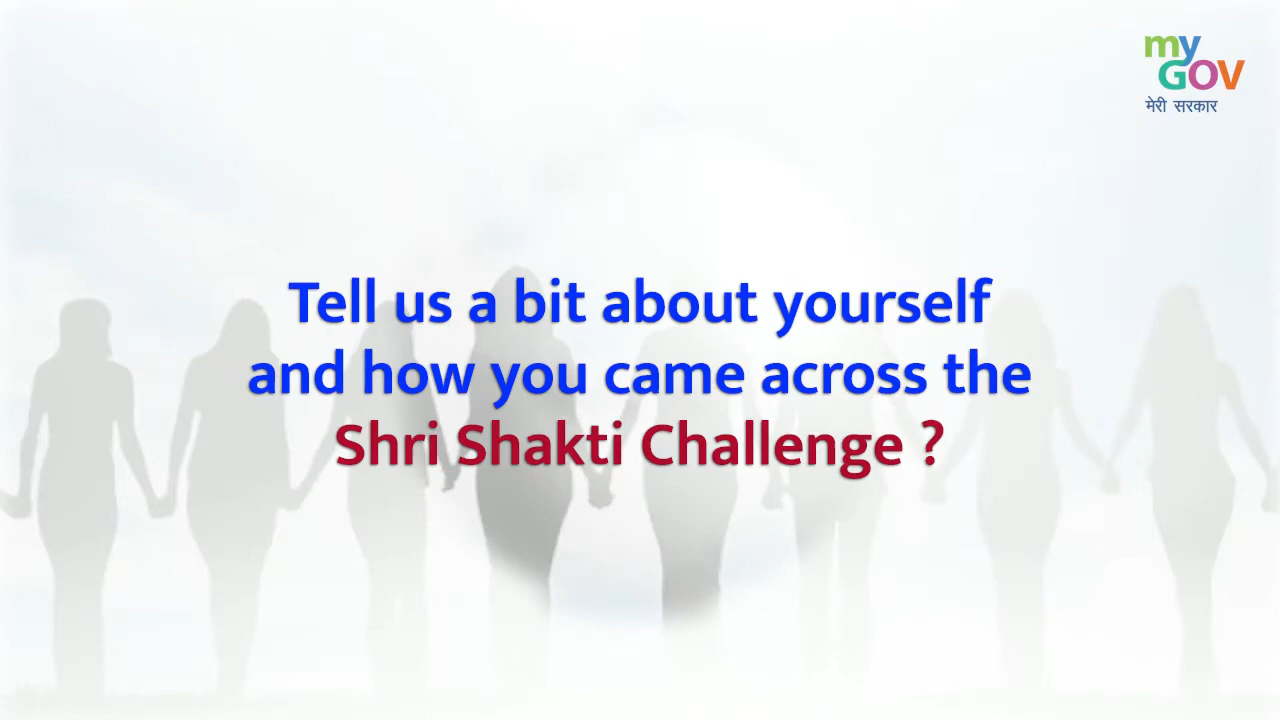 my
GOV
मेरी सरकार
Tell us a bit about yourself
and how you came across the
Shri Shakti Challenge ?